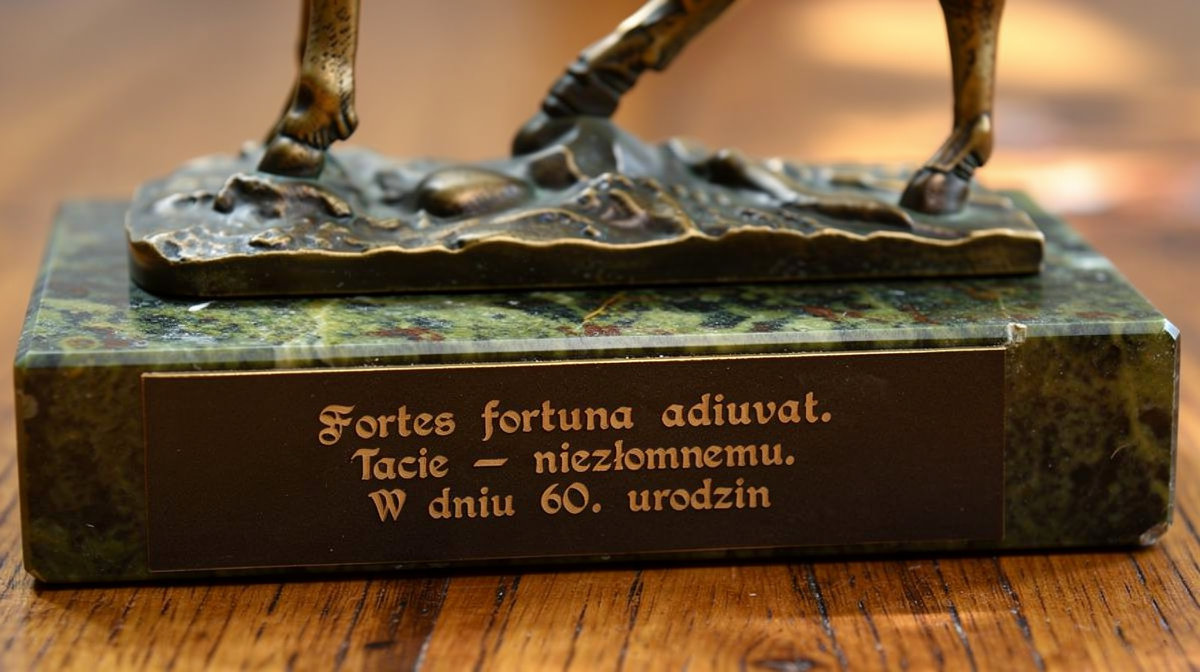 Fortes fortuna adiuvat.
Tacie — niezłomnemu.
W dniu 60. urodzin